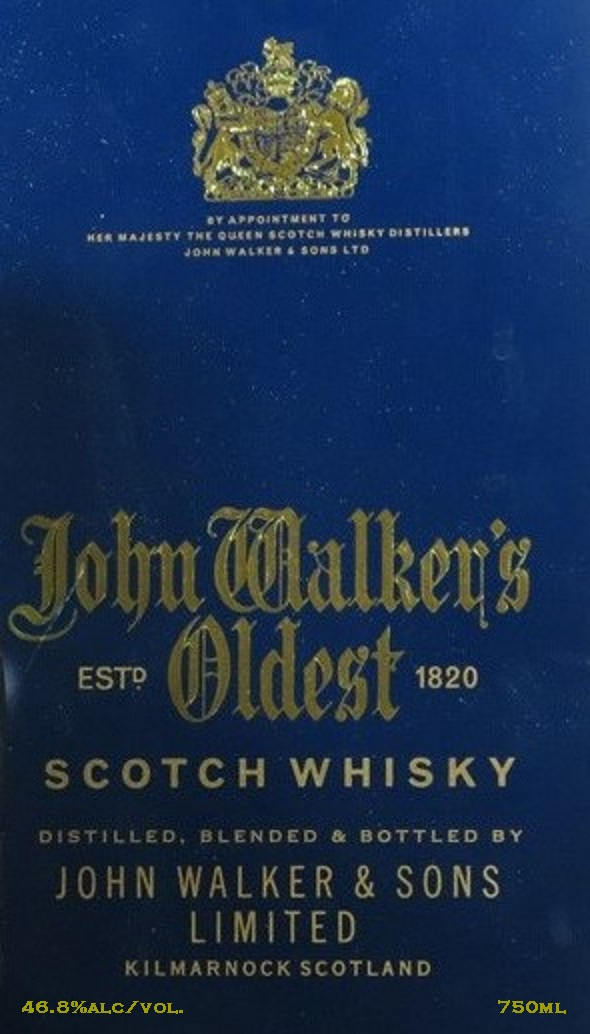 BY APPOINTMENT TO
HER MAJESTY THE QUEEN SCOTCH WHISKY DISTILLERS
JOHN WALKER & SONS LTD
John Walker's
ESTD Oldest 1820
SCOTCH WHISKY
DISTILLED, BLENDED & BOTTLED BY
JOHN WALKER & SONS
LIMITED
KILMARNOCK SCOTLAND
46.8%ALC/VOL. 750ML